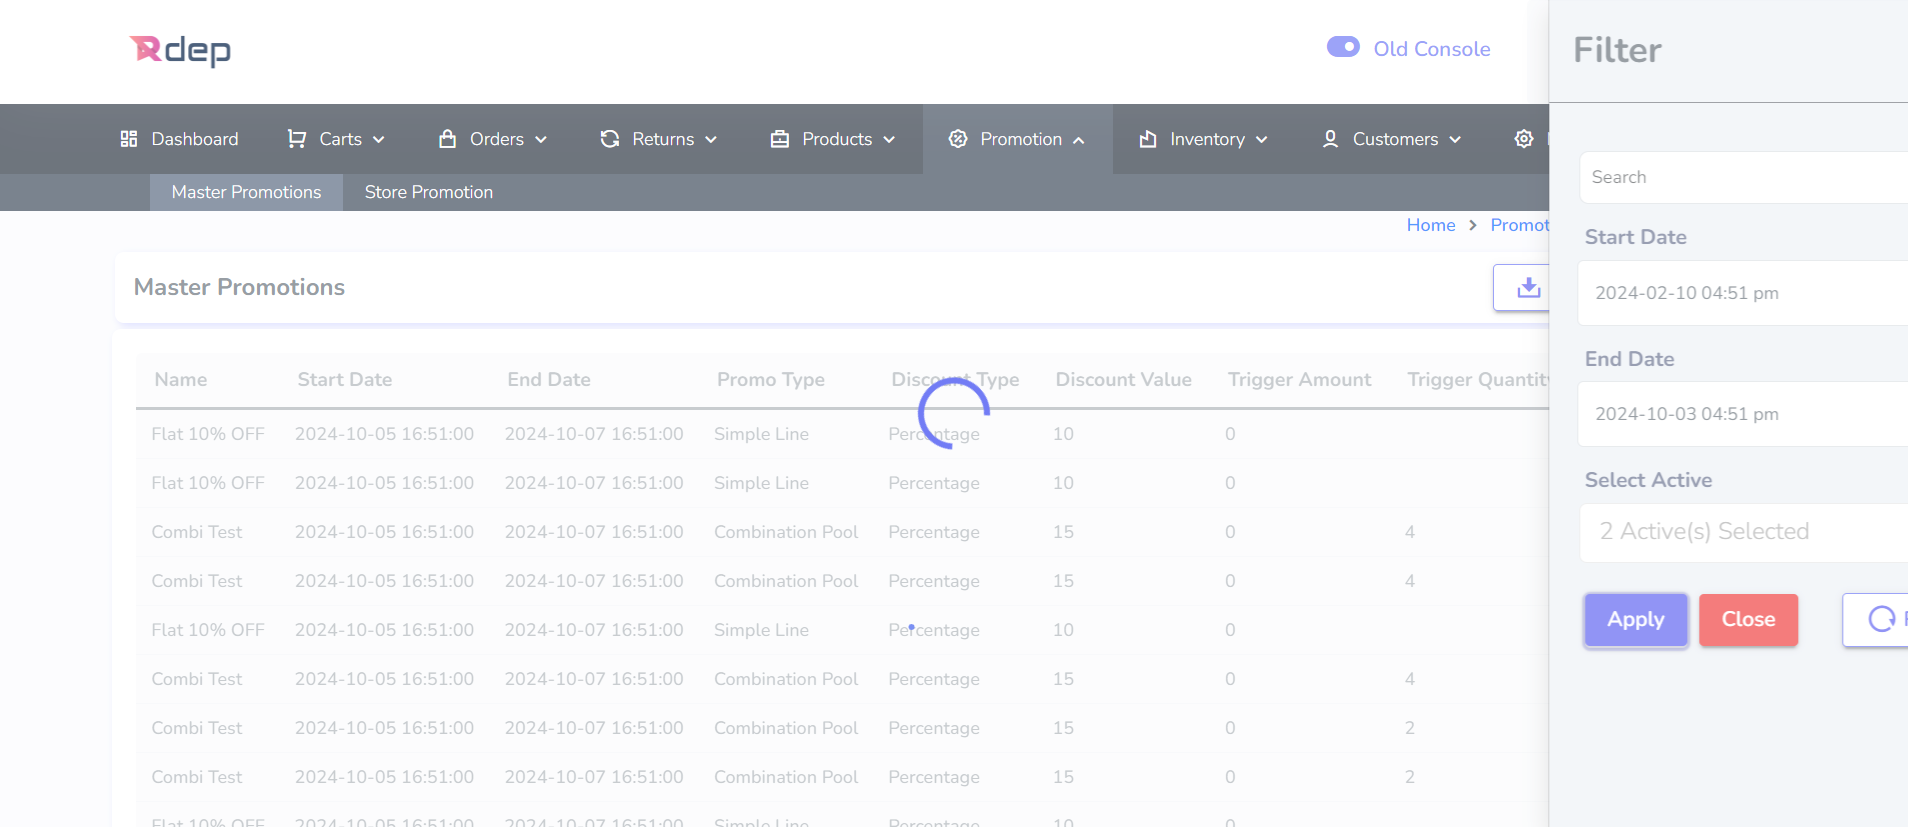 Rdep
Old Console
Filter
Dashboard Carts Orders Returns Products Promotion Inventory Customers
Master Promotions Store Promotion
Home > Promot
Search
Start Date
2024-02-10 04:51 pm
End Date
2024-10-03 04:51 pm
Select Active
2 Active(s) Selected
Apply Close
Master Promotions
Name Start Date End Date Promo Type Discount Type Discount Value Trigger Amount Trigger Quantity
Flat 10% OFF 2024-10-05 16:51:00 2024-10-07 16:51:00 Simple Line Percentage 10 0
Flat 10% OFF 2024-10-05 16:51:00 2024-10-07 16:51:00 Simple Line Percentage 10 0
Combi Test 2024-10-05 16:51:00 2024-10-07 16:51:00 Combination Pool Percentage 15 0 4
Combi Test 2024-10-05 16:51:00 2024-10-07 16:51:00 Combination Pool Percentage 15 0 4
Flat 10% OFF 2024-10-05 16:51:00 2024-10-07 16:51:00 Simple Line Percentage 10 0
Combi Test 2024-10-05 16:51:00 2024-10-07 16:51:00 Combination Pool Percentage 15 0 4
Combi Test 2024-10-05 16:51:00 2024-10-07 16:51:00 Combination Pool Percentage 15 0 2
Combi Test 2024-10-05 16:51:00 2024-10-07 16:51:00 Combination Pool Percentage 15 0 2
Flat 10% OFF 2024-10-05 16:51:00 2024-10-07 16:51:00 Simple Line Percentage 10 0